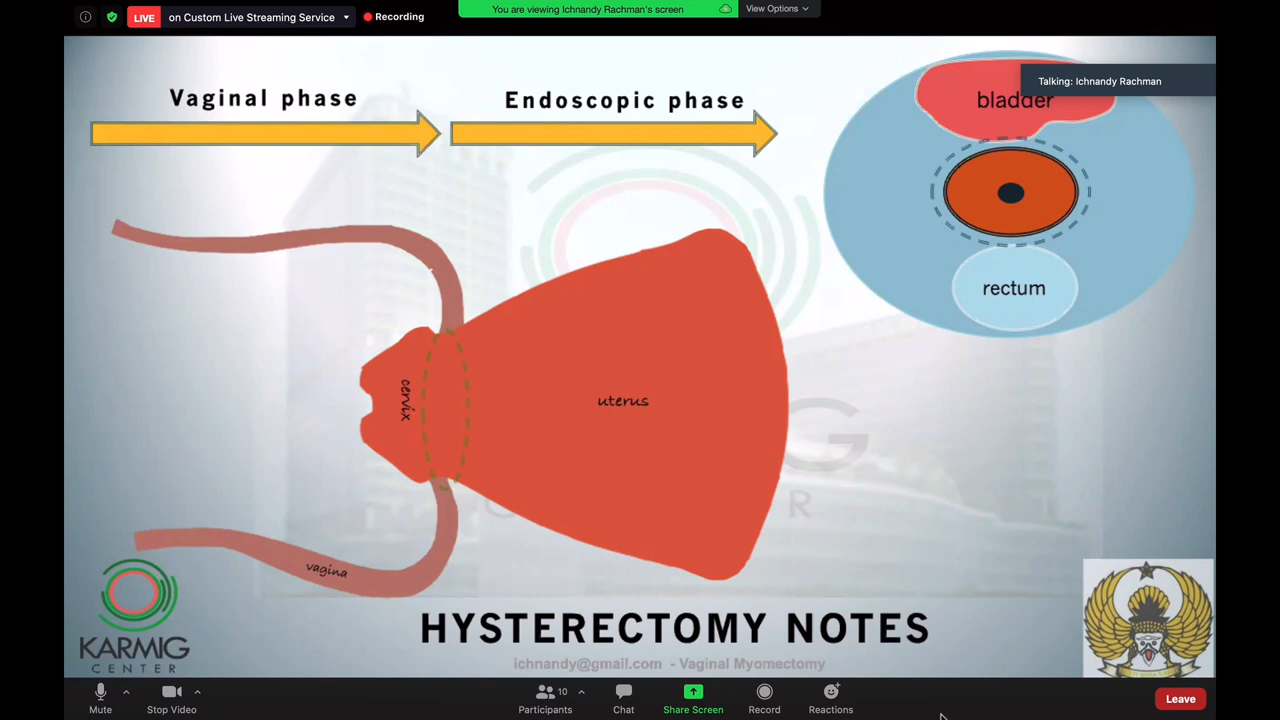 You are viewing Ichnandy Rachman's screen
View Options
LIVE on Custom Live Streaming Service
Recording
Talking: Ichnandy Rachman
Vaginal phase
Endoscopic phase
bladder
rectum
cervix
uterus
vagina
HYSTERECTOMY NOTES
ichnandy@gmail.com - Vaginal Myomectomy
KARMIG
CENTER
Mute
Stop Video
10
Participants
Chat
Share Screen
Record
Reactions
Leave